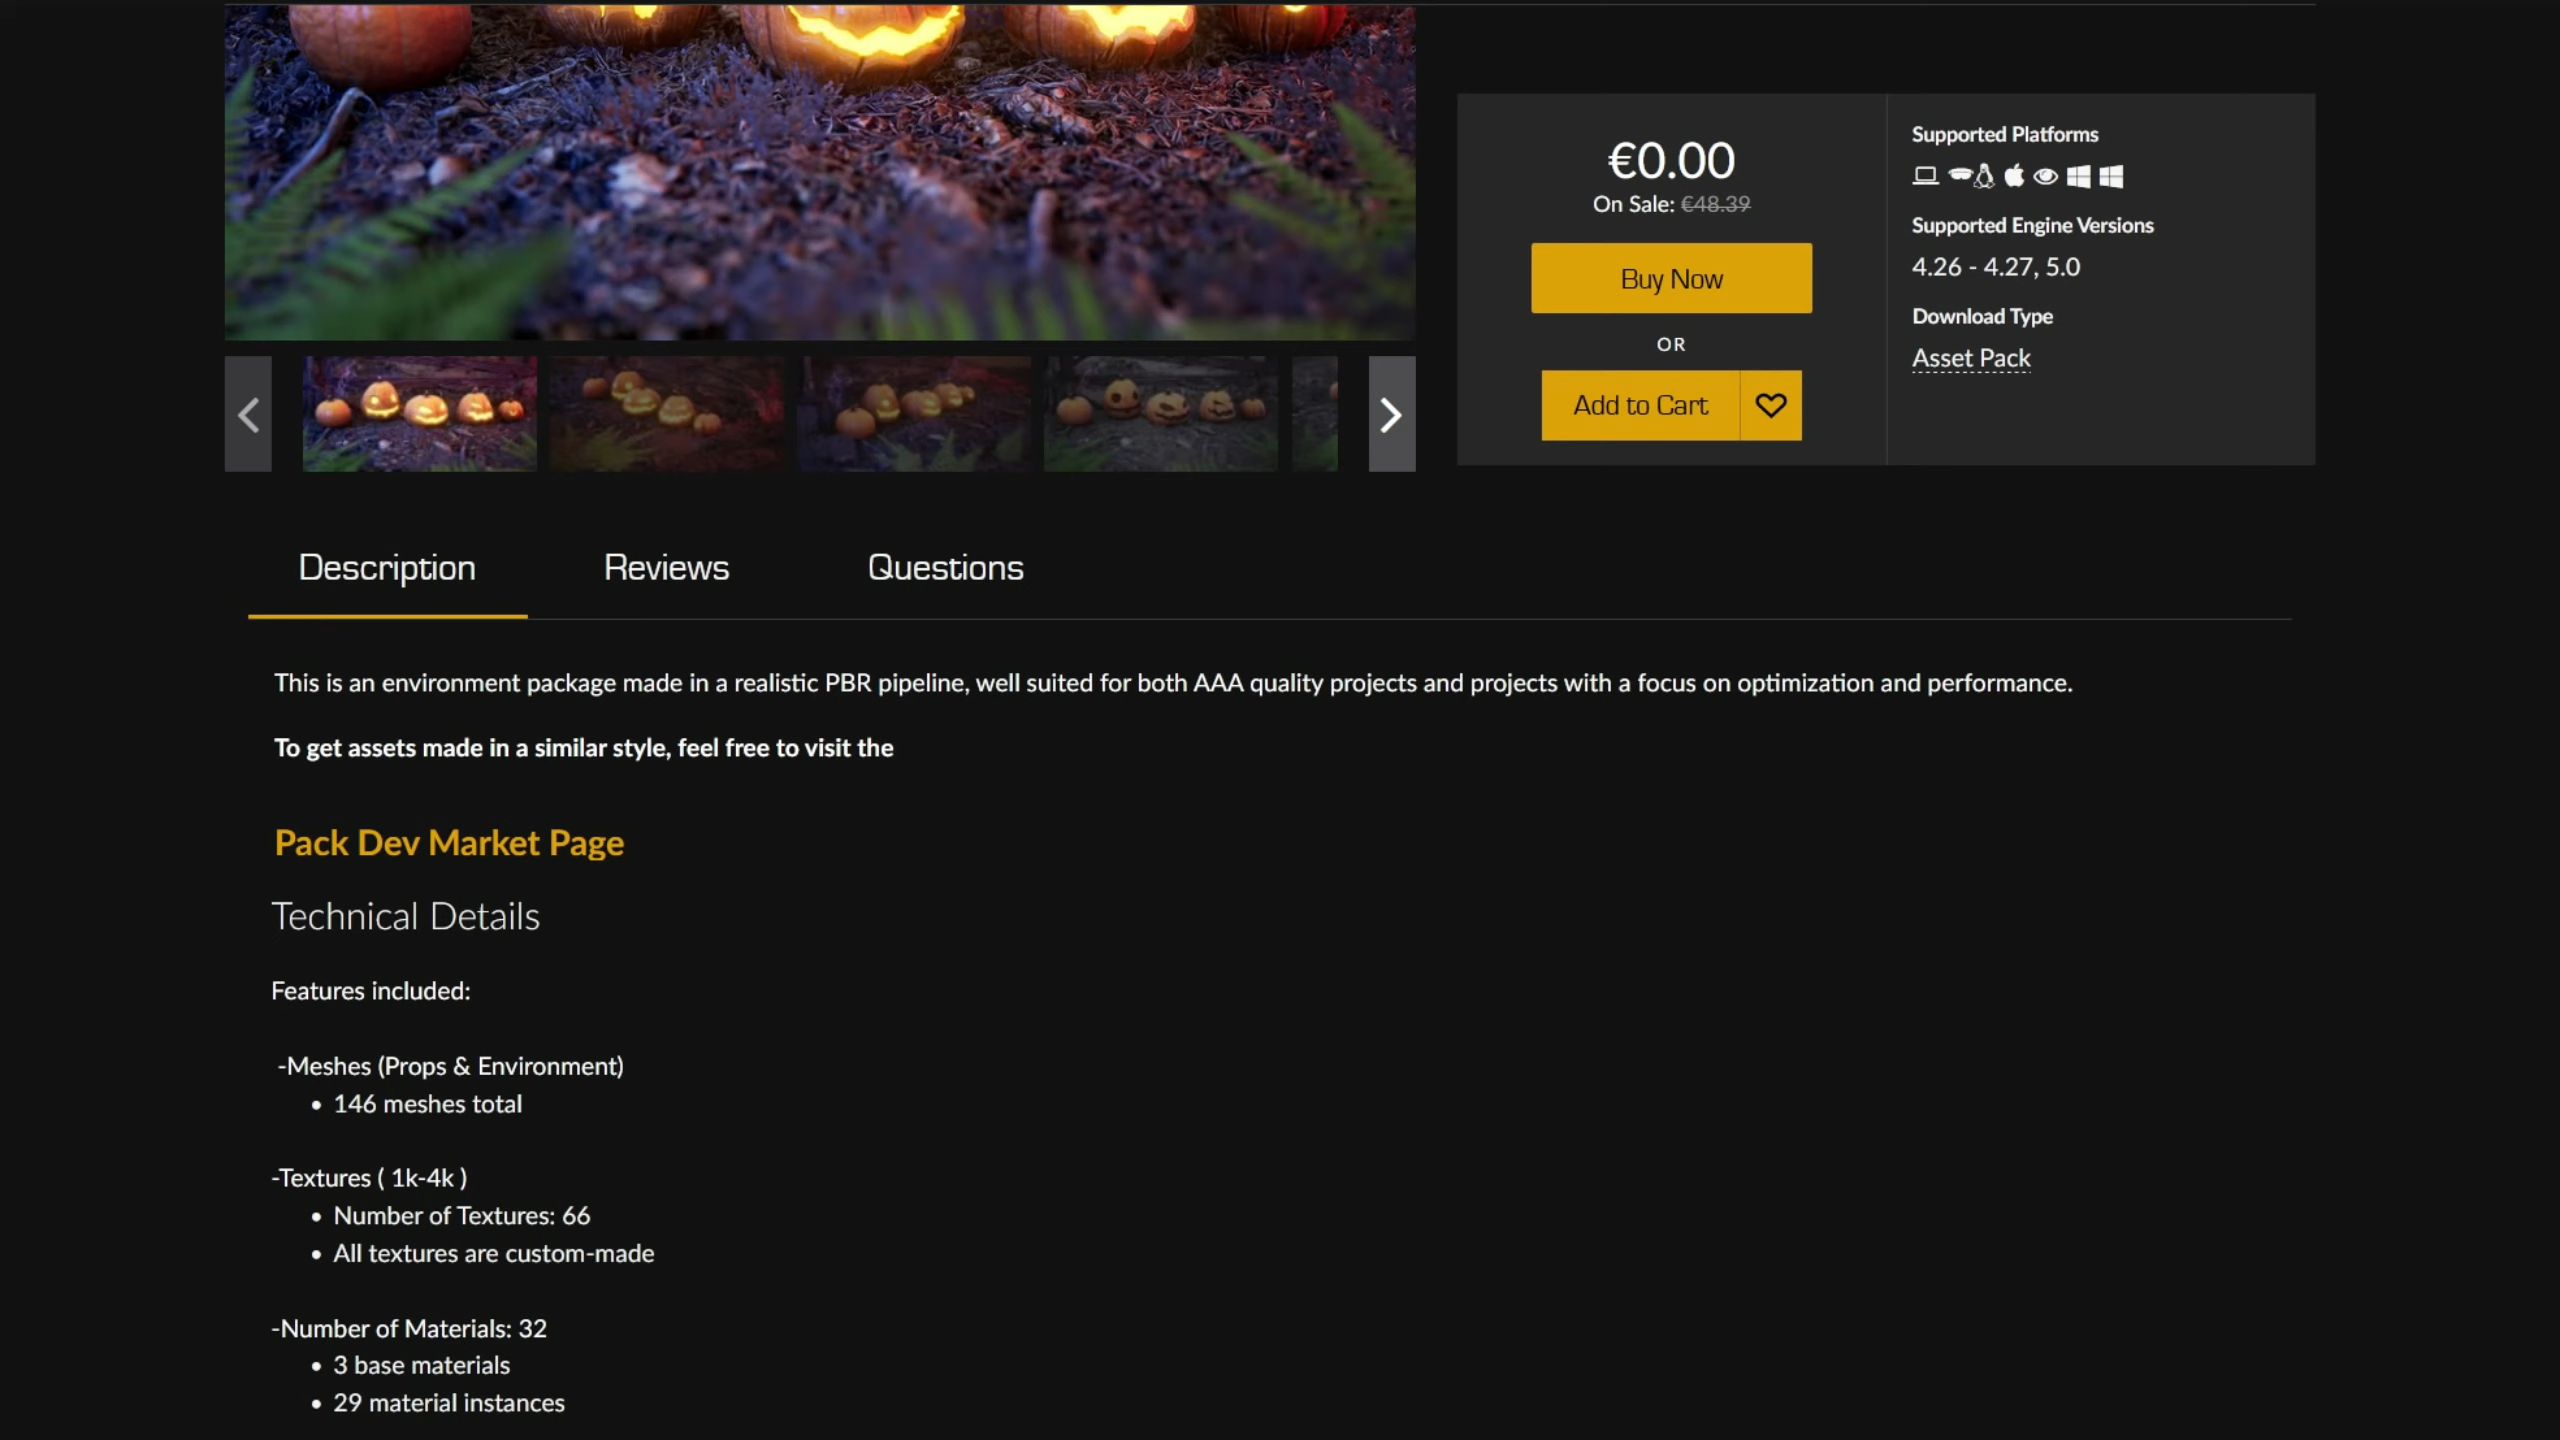 €0.00
On Sale: €48.39
Buy Now
OR
Add to Cart
Supported Platforms
Supported Engine Versions
4.26 - 4.27, 5.0
Download Type
Asset Pack
Description
Reviews
Questions
This is an environment package made in a realistic PBR pipeline, well suited for both AAA quality projects and projects with a focus on optimization and performance.
To get assets made in a similar style, feel free to visit the
Pack Dev Market Page
Technical Details
Features included:
-Meshes (Props & Environment)
• 146 meshes total
-Textures ( 1k-4k )
• Number of Textures: 66
• All textures are custom-made
-Number of Materials: 32
• 3 base materials
• 29 material instances